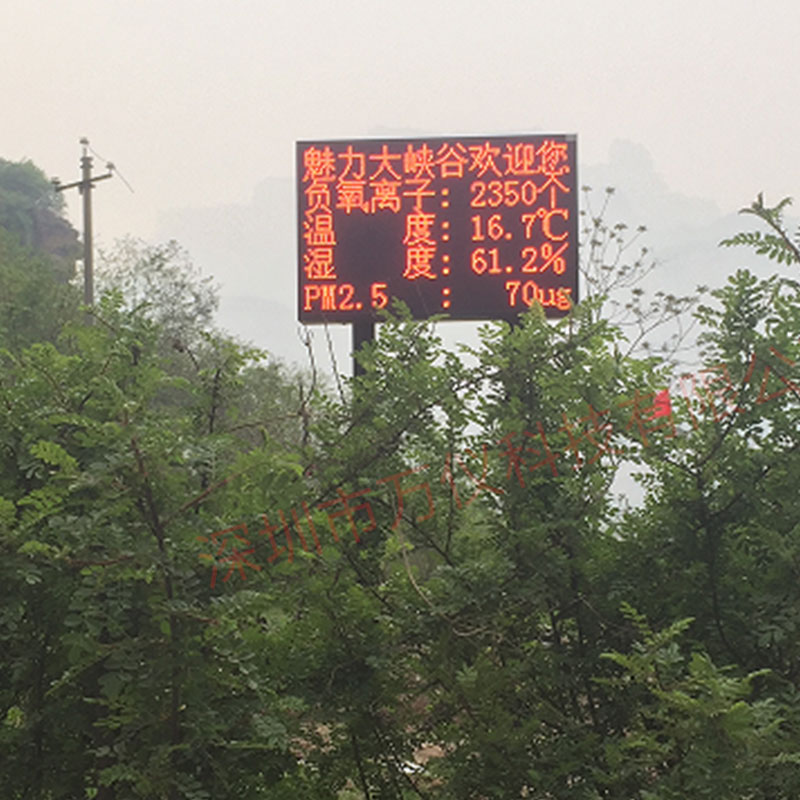 魅力大峡谷欢迎您
负氧离子: 2350个
温 度: 16.7℃
湿 度: 61.2%
PM2.5 : 70ug
深圳市万仪科技有限公